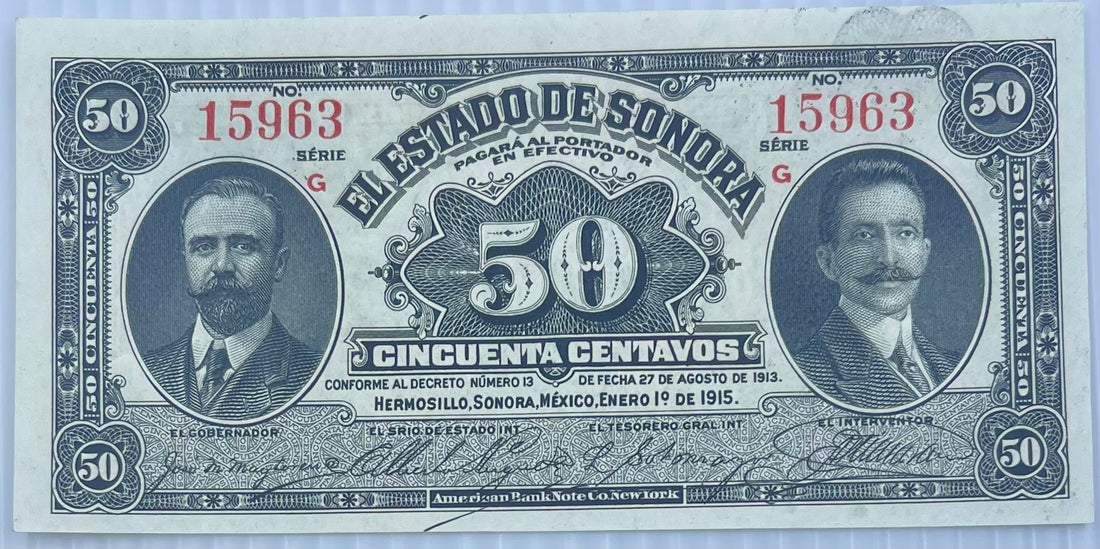 50
NO.
15963
SÉRIE
G
EL ESTADO DE SONORA
PAGARÁ AL PORTADOR
EN EFECTIVO
NO.
15963
SÉRIE
G
50
50 CINCUENTA 50
50
50 CINCUENTA 50
CINCUENTA CENTAVOS
CONFORME AL DECRETO NÚMERO 13 DE FECHA 27 DE AGOSTO DE 1913.
HERMOSILLO, SONORA, MÉXICO, ENERO 1º DE 1915.
EL GOBERNADOR
EL SRIO DE ESTADO INT
EL TESORERO GRAL INT
EL INTERVENTOR
50
50
American Bank Note Co. New York